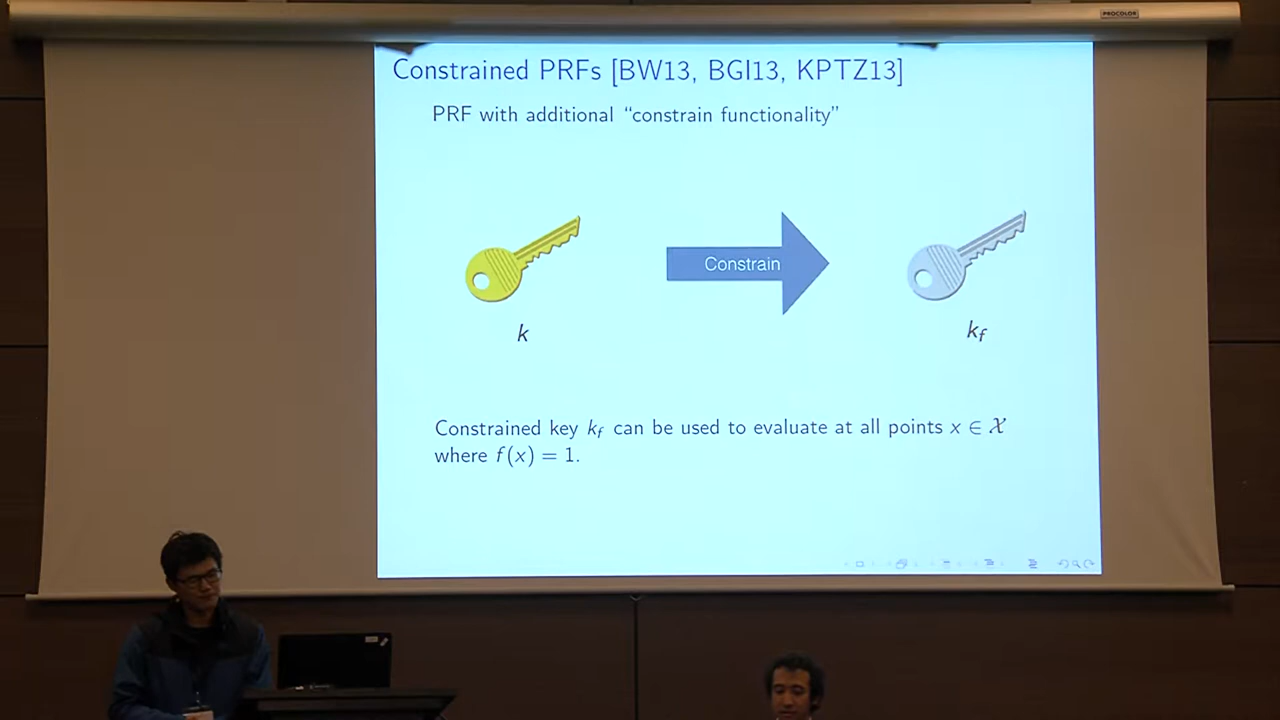 PROCOLOR
Constrained PRFs [BW13, BGI13, KPTZ13]
PRF with additional “constrain functionality”
Constrain
k
k_f
Constrained key k_f can be used to evaluate at all points x ∈ 𝒳
where f(x) = 1.